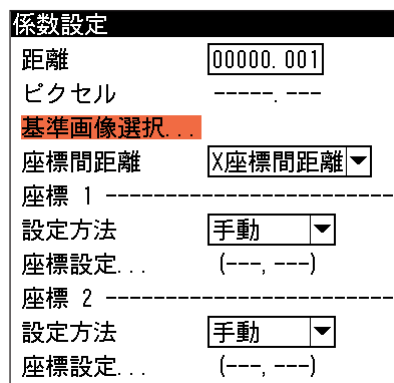 係数設定
距離 00000.001
ピクセル -----.---
基準画像選択...
座標間距離 X座標間距離▼
座標 1 -----------------------
設定方法 手動 ▼
座標設定... (---,---)
座標 2 -----------------------
設定方法 手動 ▼
座標設定... (---,---)